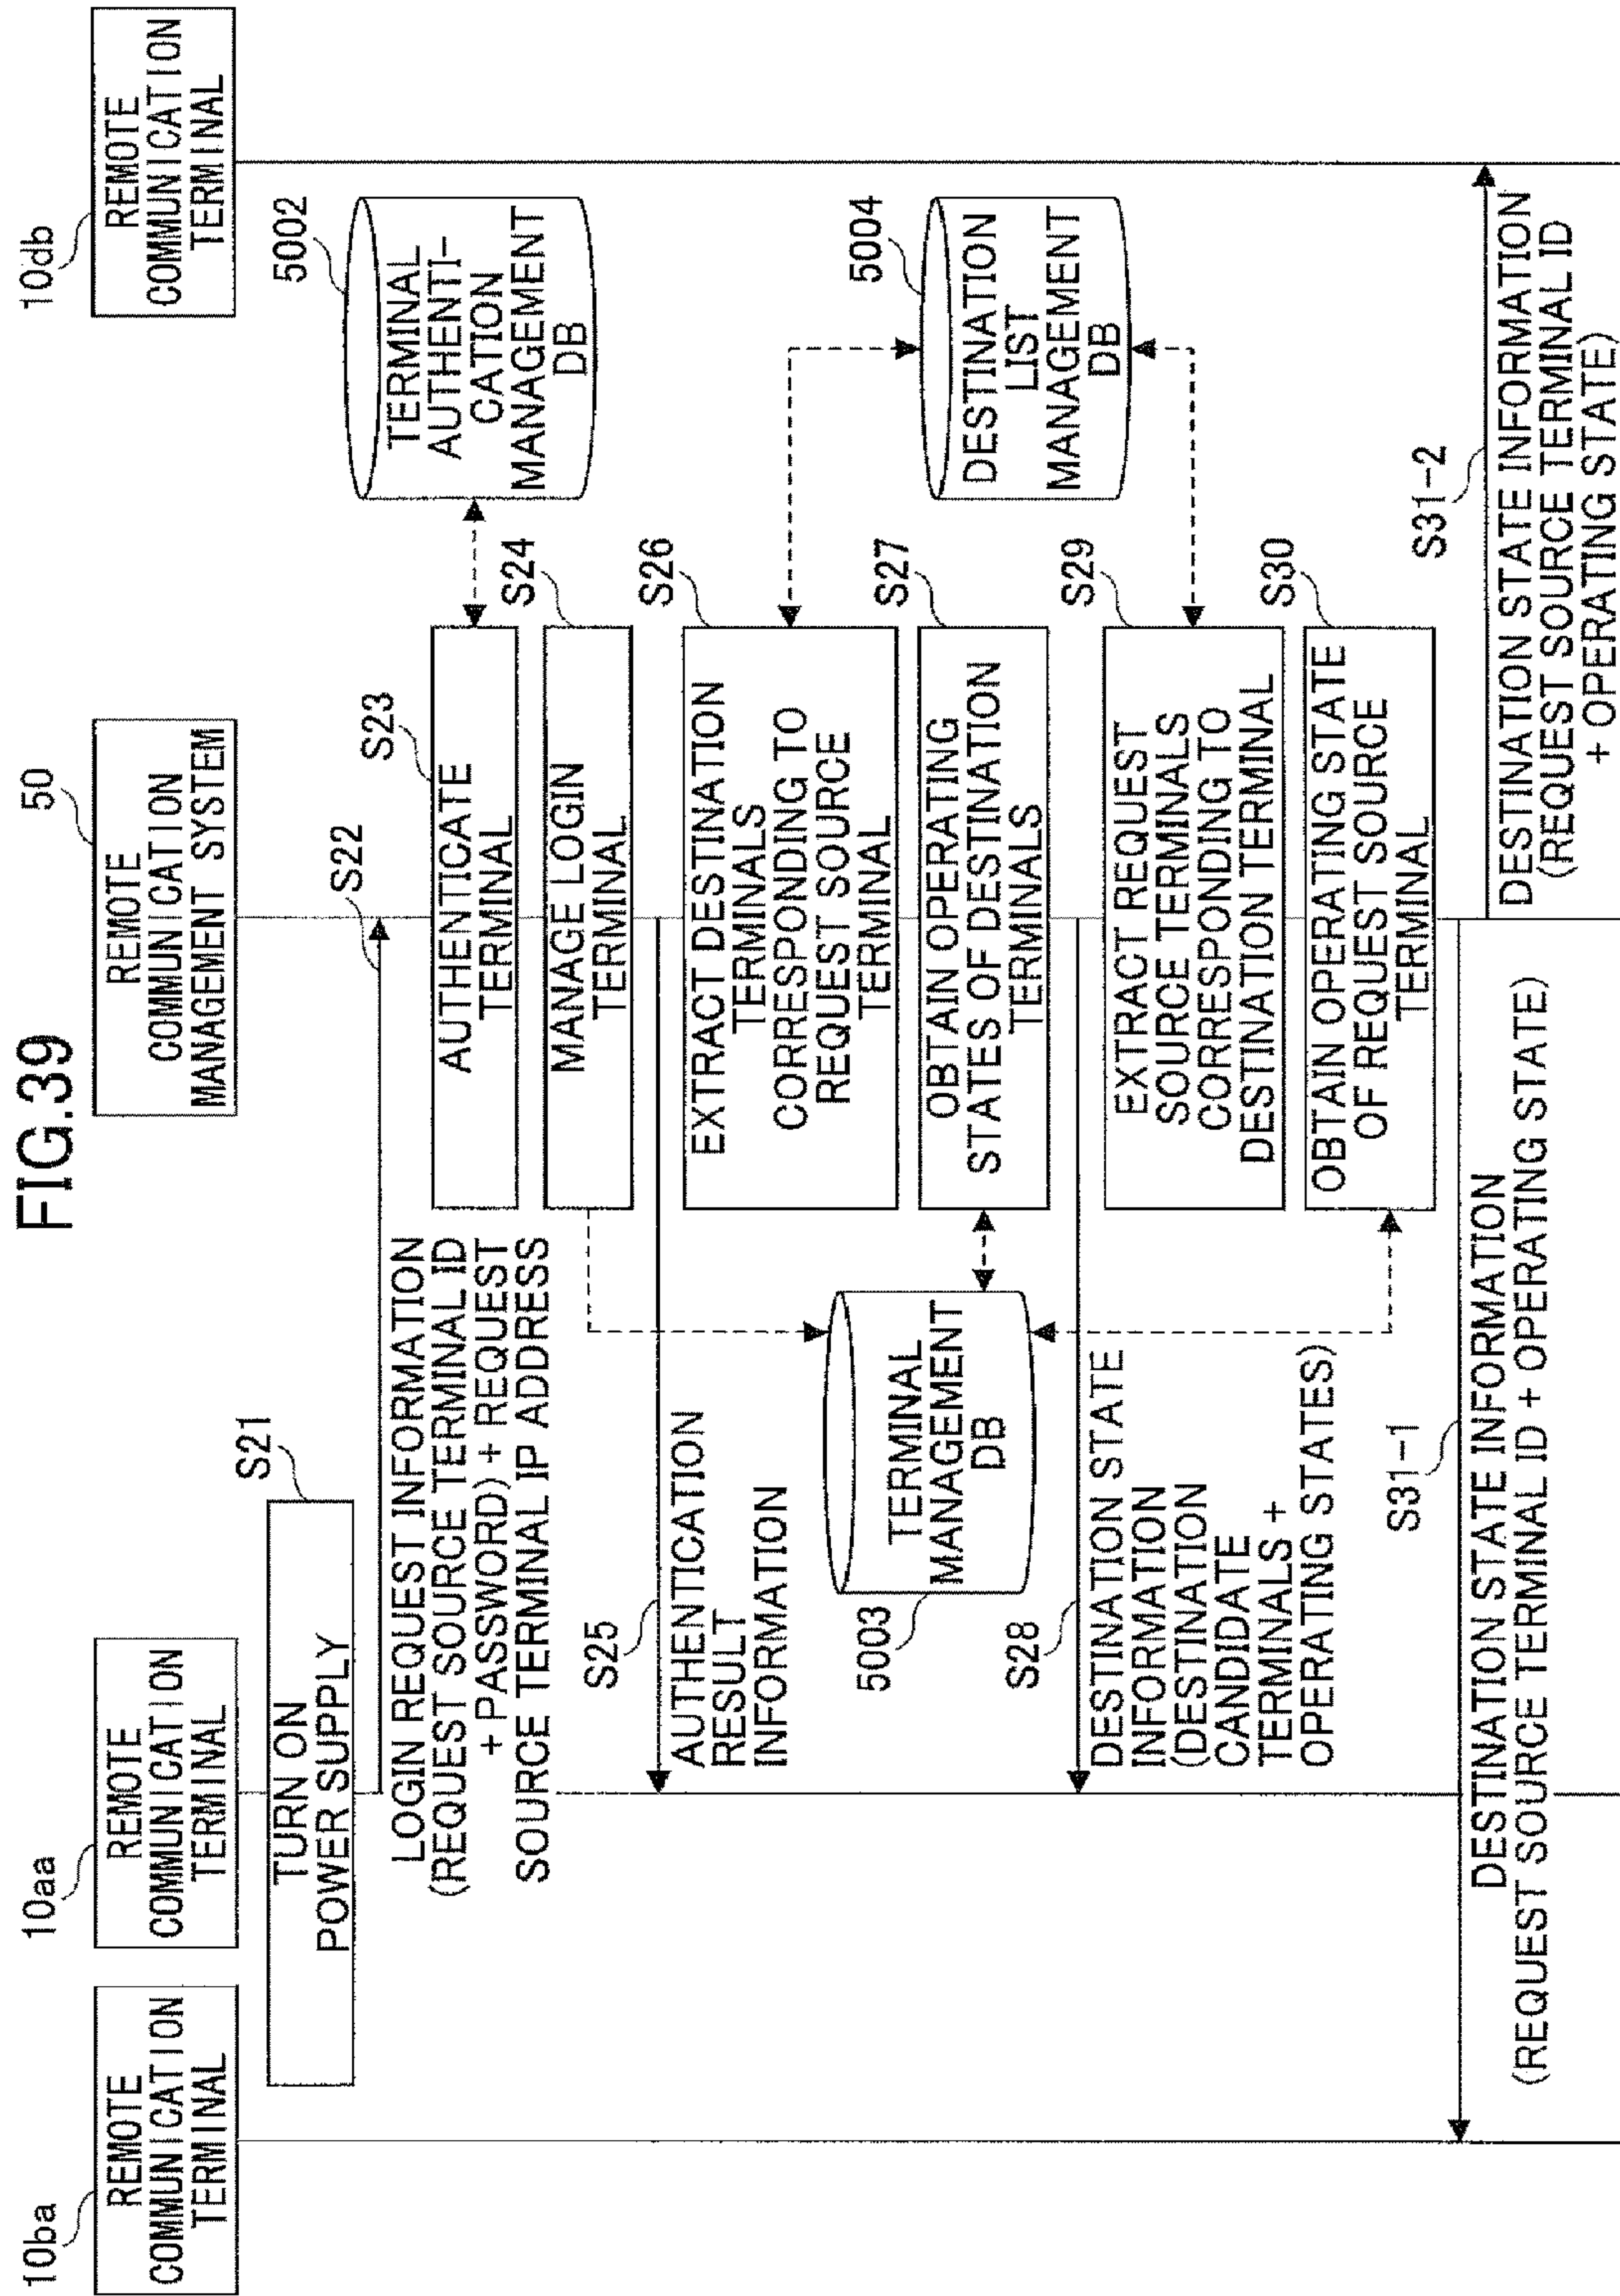 FIG.39
10ba
REMOTE
COMMUNICATION
TERMINAL
10aa
REMOTE
COMMUNICATION
TERMINAL
50
REMOTE
COMMUNICATION
MANAGEMENT SYSTEM
10db
REMOTE
COMMUNICATION
TERMINAL
S21
TURN ON
POWER SUPPLY
S22
LOGIN REQUEST INFORMATION
(REQUEST SOURCE TERMINAL ID
+ PASSWORD) + REQUEST
SOURCE TERMINAL IP ADDRESS
S23
AUTHENTICATE
TERMINAL
5002
TERMINAL
AUTHENTI-
CATION
MANAGEMENT
DB
S24
MANAGE LOGIN
TERMINAL
S25
AUTHENTICATION
RESULT
INFORMATION
S26
EXTRACT DESTINATION
TERMINALS
CORRESPONDING TO
REQUEST SOURCE
TERMINAL
5004
DESTINATION
LIST
MANAGEMENT
DB
5003
TERMINAL
MANAGEMENT
DB
S27
OBTAIN OPERATING
STATES OF DESTINATION
TERMINALS
S28
DESTINATION STATE
INFORMATION
(DESTINATION
CANDIDATE
TERMINALS +
OPERATING STATES)
S29
EXTRACT REQUEST
SOURCE TERMINALS
CORRESPONDING TO
DESTINATION TERMINAL
S30
OBTAIN OPERATING STATE
OF REQUEST SOURCE
TERMINAL
S31-1
DESTINATION STATE INFORMATION
(REQUEST SOURCE TERMINAL ID + OPERATING STATE)
S31-2
DESTINATION STATE INFORMATION
(REQUEST SOURCE TERMINAL ID
+ OPERATING STATE)